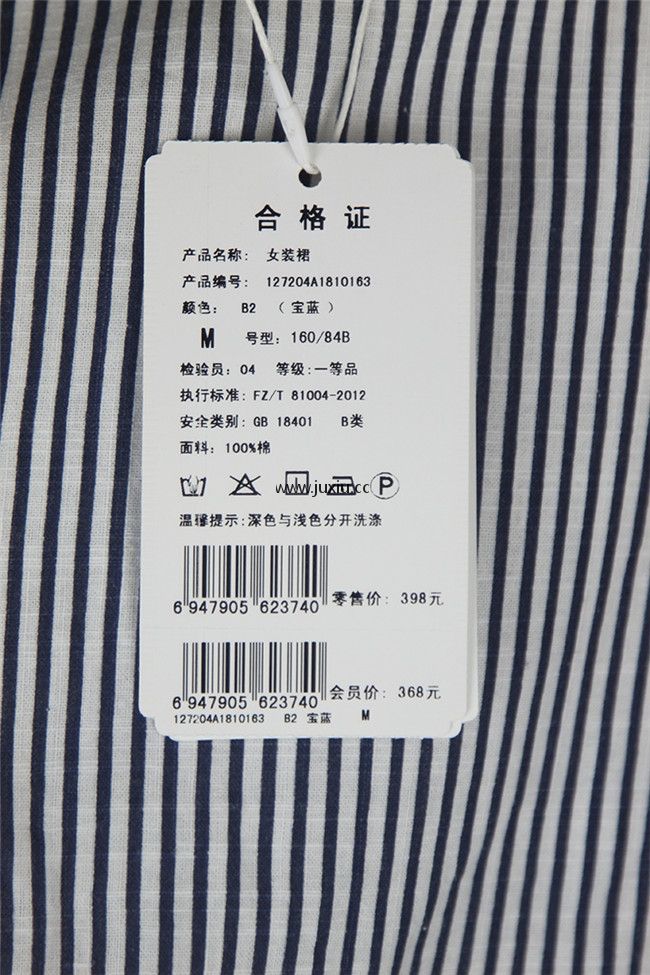 合格证
产品名称: 女装裙
产品编号: 127204A1810163
颜色: B2 (宝蓝)
M 号型: 160/84B
检验员: 04 等级:一等品
执行标准: FZ/T 81004-2012
安全类别: GB 18401 B类
面料: 100%棉
P
www.juxiu.cc
温馨提示:深色与浅色分开洗涤
6 947905 623740 零售价: 398元
6 947905 623740 会员价: 368元
127204A1810163 B2 宝蓝 M